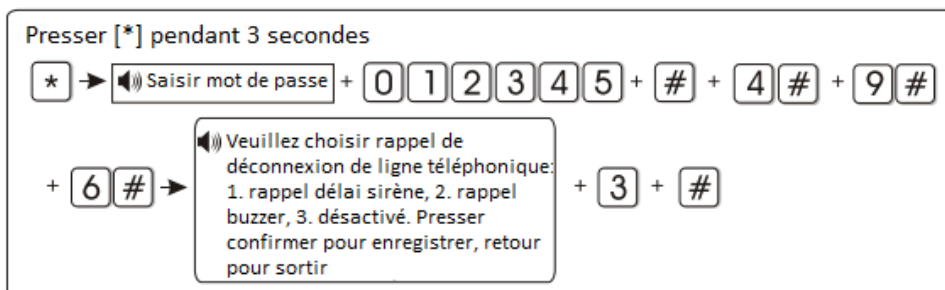 Presser [*] pendant 3 secondes
* Saisir mot de passe + 0 1 2 3 4 5 + # + 4 # + 9 #
+ 6 # Veuillez choisir rappel de
déconnexion de ligne téléphonique:
1. rappel délai sirène, 2. rappel
buzzer, 3. désactivé. Presser
confirmer pour enregistrer, retour
pour sortir
+ 3 + #